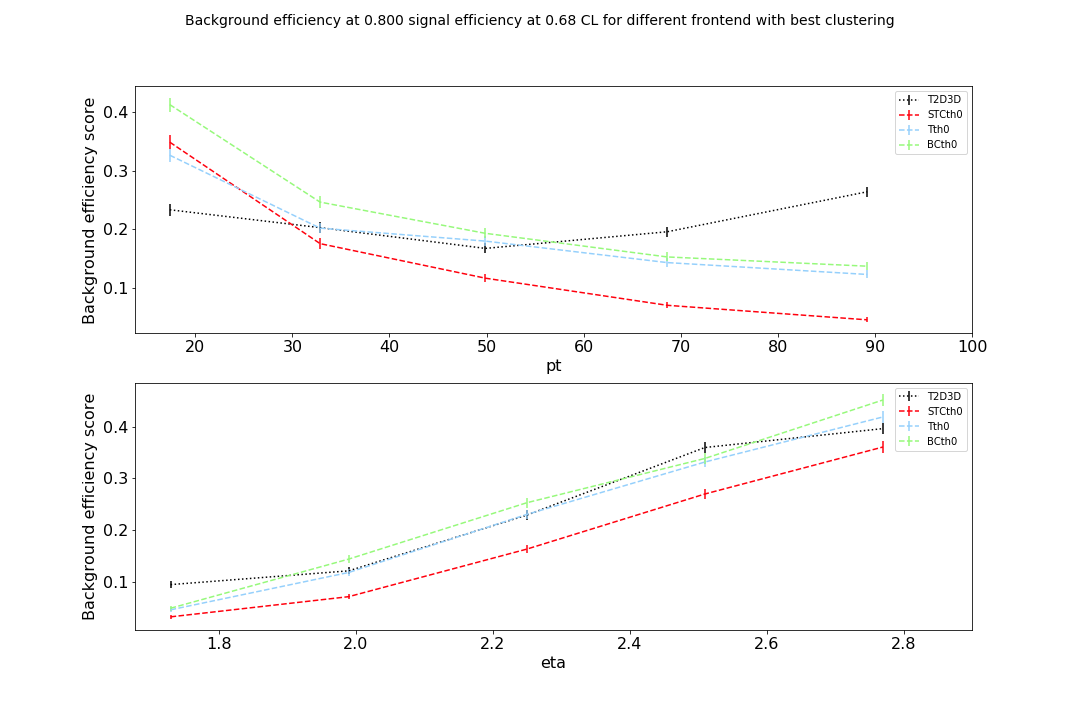 Background efficiency at 0.800 signal efficiency at 0.68 CL for different frontend with best clustering
Background efficiency score
0.4
0.3
0.2
0.1
T2D3D
STCth0
Tth0
BCth0
20 30 40 50 60 70 80 90 100
pt
Background efficiency score
0.4
0.3
0.2
0.1
T2D3D
STCth0
Tth0
BCth0
1.8 2.0 2.2 2.4 2.6 2.8
eta